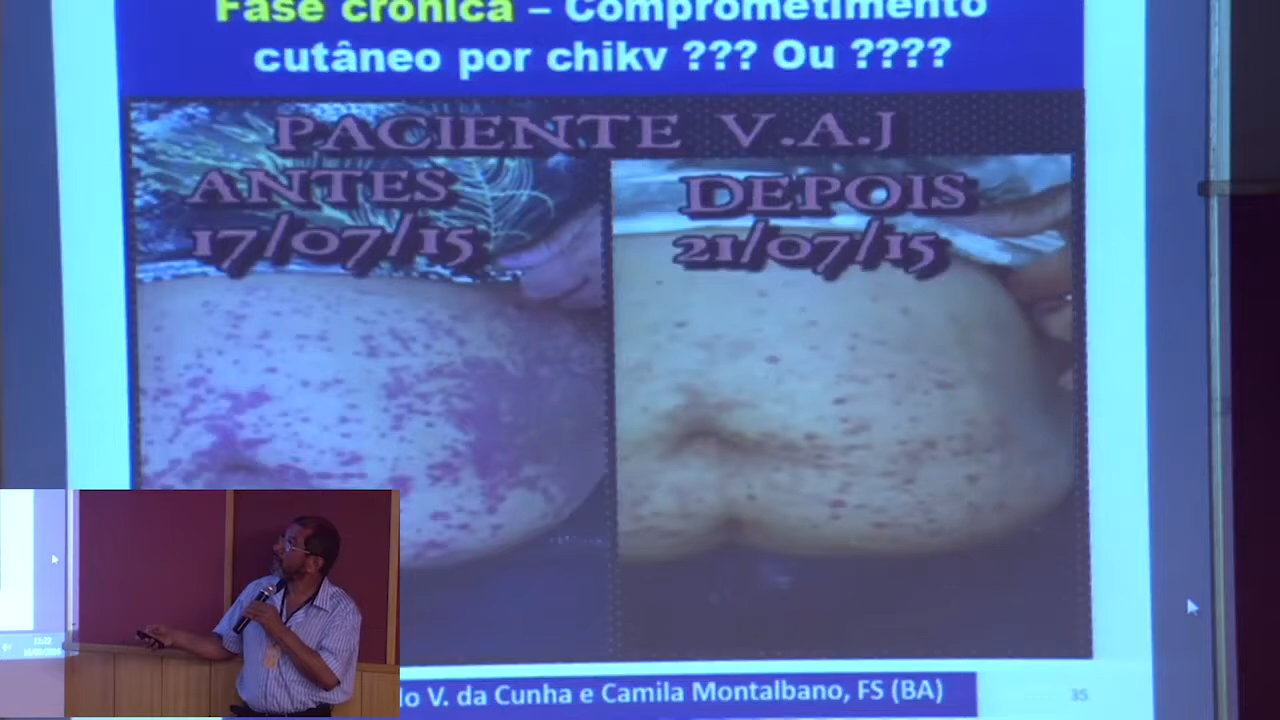 Fase crônica – Comprometimento
cutâneo por chikv ??? Ou ????
PACIENTE V.A.J
ANTES
17/07/15
DEPOIS
21/07/15
V. da Cunha e Camila Montalbano, FS (BA)
35